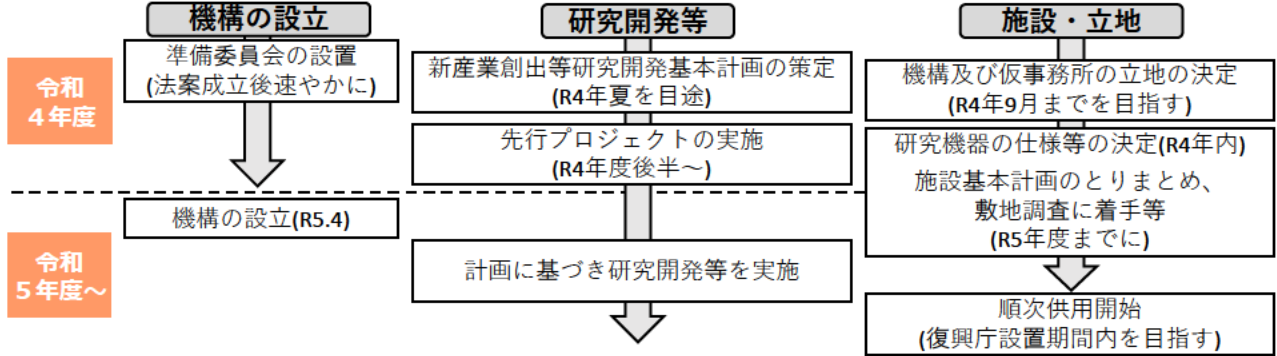 機構の設立
研究開発等
施設・立地
令和
４年度
準備委員会の設置
(法案成立後速やかに)
新産業創出等研究開発基本計画の策定
(R4年夏を目途)
機構及び仮事務所の立地の決定
(R4年9月までを目指す)
先行プロジェクトの実施
(R4年度後半～)
研究機器の仕様等の決定(R4年内)
施設基本計画のとりまとめ、
敷地調査に着手等
(R5年度までに)
令和
５年度～
機構の設立(R5.4)
計画に基づき研究開発等を実施
順次供用開始
(復興庁設置期間内を目指す)